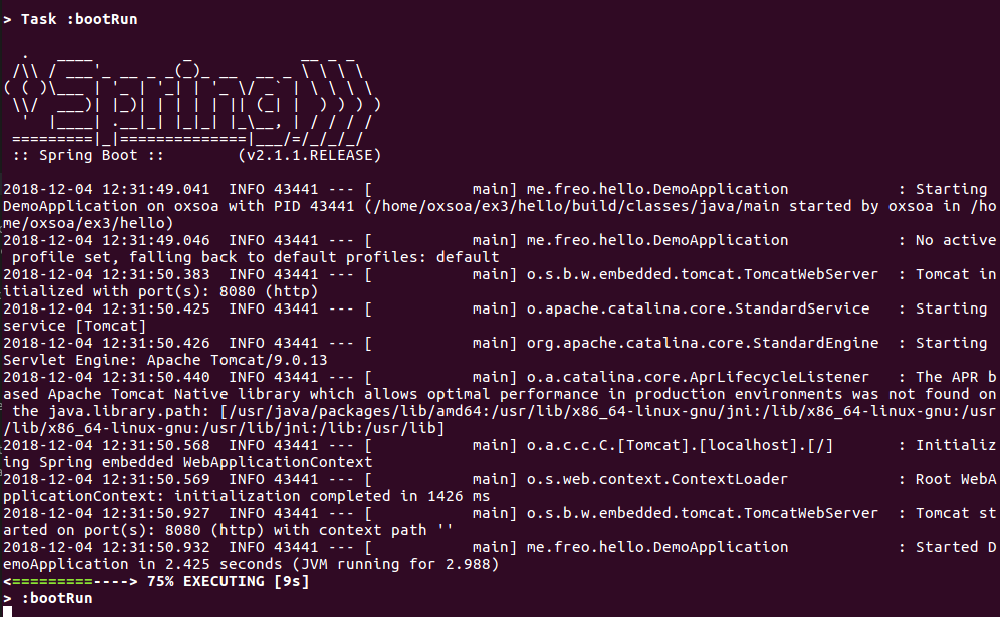 > Task :bootRun

  .   ____          _            __ _ _
 /\\ / ___'_ __ _ _(_)_ __  __ _ \ \ \ \
( ( )\___ | '_ | '_| | '_ \/ _` | \ \ \ \
 \\/  ___)| |_)| | | | | || (_| |  ) ) ) )
  '  |____| .__|_| |_|_| |_\__, | / / / /
 =========|_|==============|___/=/_/_/_/
 :: Spring Boot ::        (v2.1.1.RELEASE)

2018-12-04 12:31:49.041  INFO 43441 --- [           main] me.freo.hello.DemoApplication            : Starting
DemoApplication on oxsoa with PID 43441 (/home/oxsoa/ex3/hello/build/classes/java/main started by oxsoa in /ho
me/oxsoa/ex3/hello)
2018-12-04 12:31:49.046  INFO 43441 --- [           main] me.freo.hello.DemoApplication            : No active
 profile set, falling back to default profiles: default
2018-12-04 12:31:50.383  INFO 43441 --- [           main] o.s.b.w.embedded.tomcat.TomcatWebServer  : Tomcat in
itialized with port(s): 8080 (http)
2018-12-04 12:31:50.425  INFO 43441 --- [           main] o.apache.catalina.core.StandardService   : Starting
service [Tomcat]
2018-12-04 12:31:50.426  INFO 43441 --- [           main] org.apache.catalina.core.StandardEngine  : Starting
Servlet Engine: Apache Tomcat/9.0.13
2018-12-04 12:31:50.440  INFO 43441 --- [           main] o.a.catalina.core.AprLifecycleListener   : The APR b
ased Apache Tomcat Native library which allows optimal performance in production environments was not found on
 the java.library.path: [/usr/java/packages/lib/amd64:/usr/lib/x86_64-linux-gnu/jni:/lib/x86_64-linux-gnu:/usr
/lib/x86_64-linux-gnu:/usr/lib/jni:/lib:/usr/lib]
2018-12-04 12:31:50.568  INFO 43441 --- [           main] o.a.c.c.C.[Tomcat].[localhost].[/]       : Initializ
ing Spring embedded WebApplicationContext
2018-12-04 12:31:50.569  INFO 43441 --- [           main] o.s.web.context.ContextLoader            : Root WebA
pplicationContext: initialization completed in 1426 ms
2018-12-04 12:31:50.927  INFO 43441 --- [           main] o.s.b.w.embedded.tomcat.TomcatWebServer  : Tomcat st
arted on port(s): 8080 (http) with context path ''
2018-12-04 12:31:50.932  INFO 43441 --- [           main] me.freo.hello.DemoApplication            : Started D
emoApplication in 2.425 seconds (JVM running for 2.988)
<=========----> 75% EXECUTING [9s]
> :bootRun